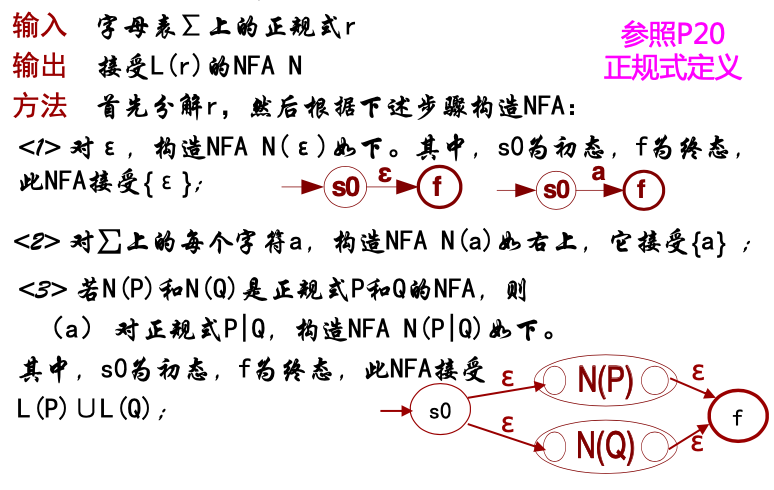 输入 字母表∑上的正规式r
参照P20
正规式定义
输出 接受L(r)的NFA N
方法 首先分解r，然后根据下述步骤构造NFA：
<1> 对ε，构造NFA N(ε)如下。其中，s0为初态，f为终态，
此NFA接受{ε}；
s0 ε f
s0 a f
<2> 对∑上的每个字符a，构造NFA N(a)如右上，它接受{a} ；
<3> 若N(P)和N(Q)是正规式P和Q的NFA，则
（a） 对正规式P|Q，构造NFA N(P|Q)如下。
其中，s0为初态，f为终态，此NFA接受
L(P)∪L(Q)；
ε N(P) ε
s0 f
ε N(Q) ε